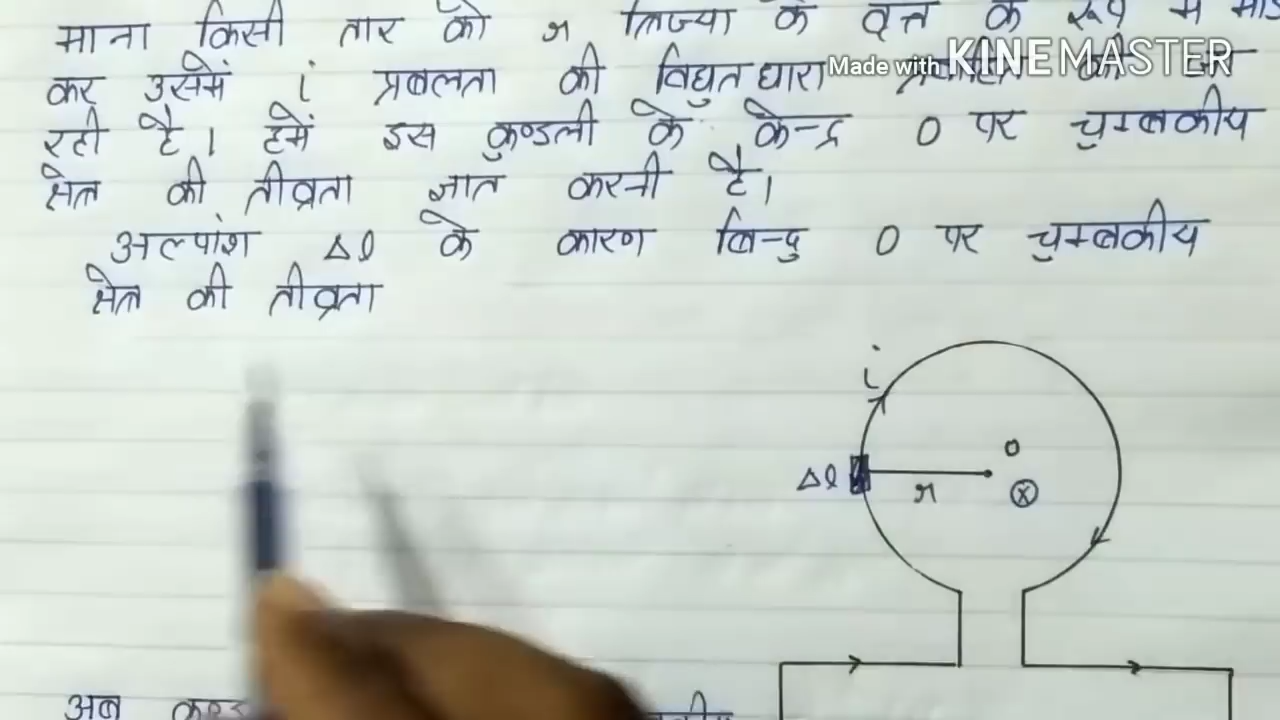 माना किसी तार को r त्रिज्या के वृत्त के रूप में मोड़
कर उसमें i प्रबलता की विद्युत धारा प्रवाहित की
रही है। हमें इस कुण्डली के केन्द्र O पर चुम्बकीय
क्षेत्र की तीव्रता ज्ञात करनी है।
अल्पांश Δl के कारण बिन्दु O पर चुम्बकीय
क्षेत्र की तीव्रता
Made with KINEMASTER
i
O
Δl
r
अब